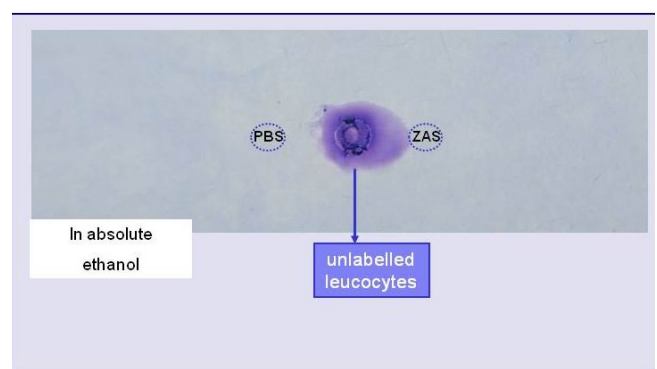 PBS
ZAS
In absolute
ethanol
unlabelled
leucocytes